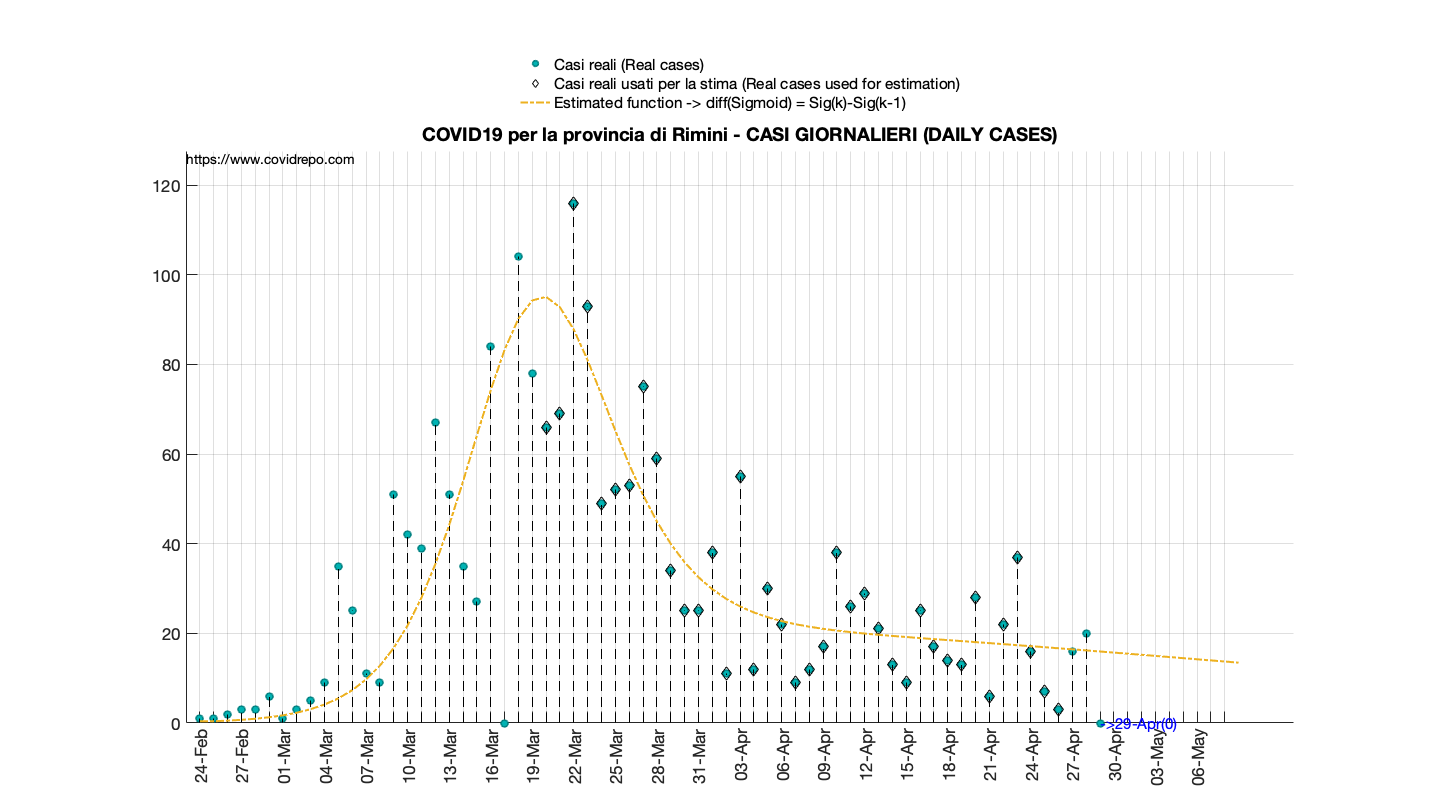 Casi reali (Real cases)
Casi reali usati per la stima (Real cases used for estimation)
Estimated function -> diff(Sigmoid) = Sig(k)-Sig(k-1)
COVID19 per la provincia di Rimini - CASI GIORNALIERI (DAILY CASES)
https://www.covidrepo.com
120
100
80
60
40
20
0
->29-Apr(0)
24-Feb
27-Feb
01-Mar
04-Mar
07-Mar
10-Mar
13-Mar
16-Mar
19-Mar
22-Mar
25-Mar
28-Mar
31-Mar
03-Apr
06-Apr
09-Apr
12-Apr
15-Apr
18-Apr
21-Apr
24-Apr
27-Apr
30-Apr
03-May
06-May